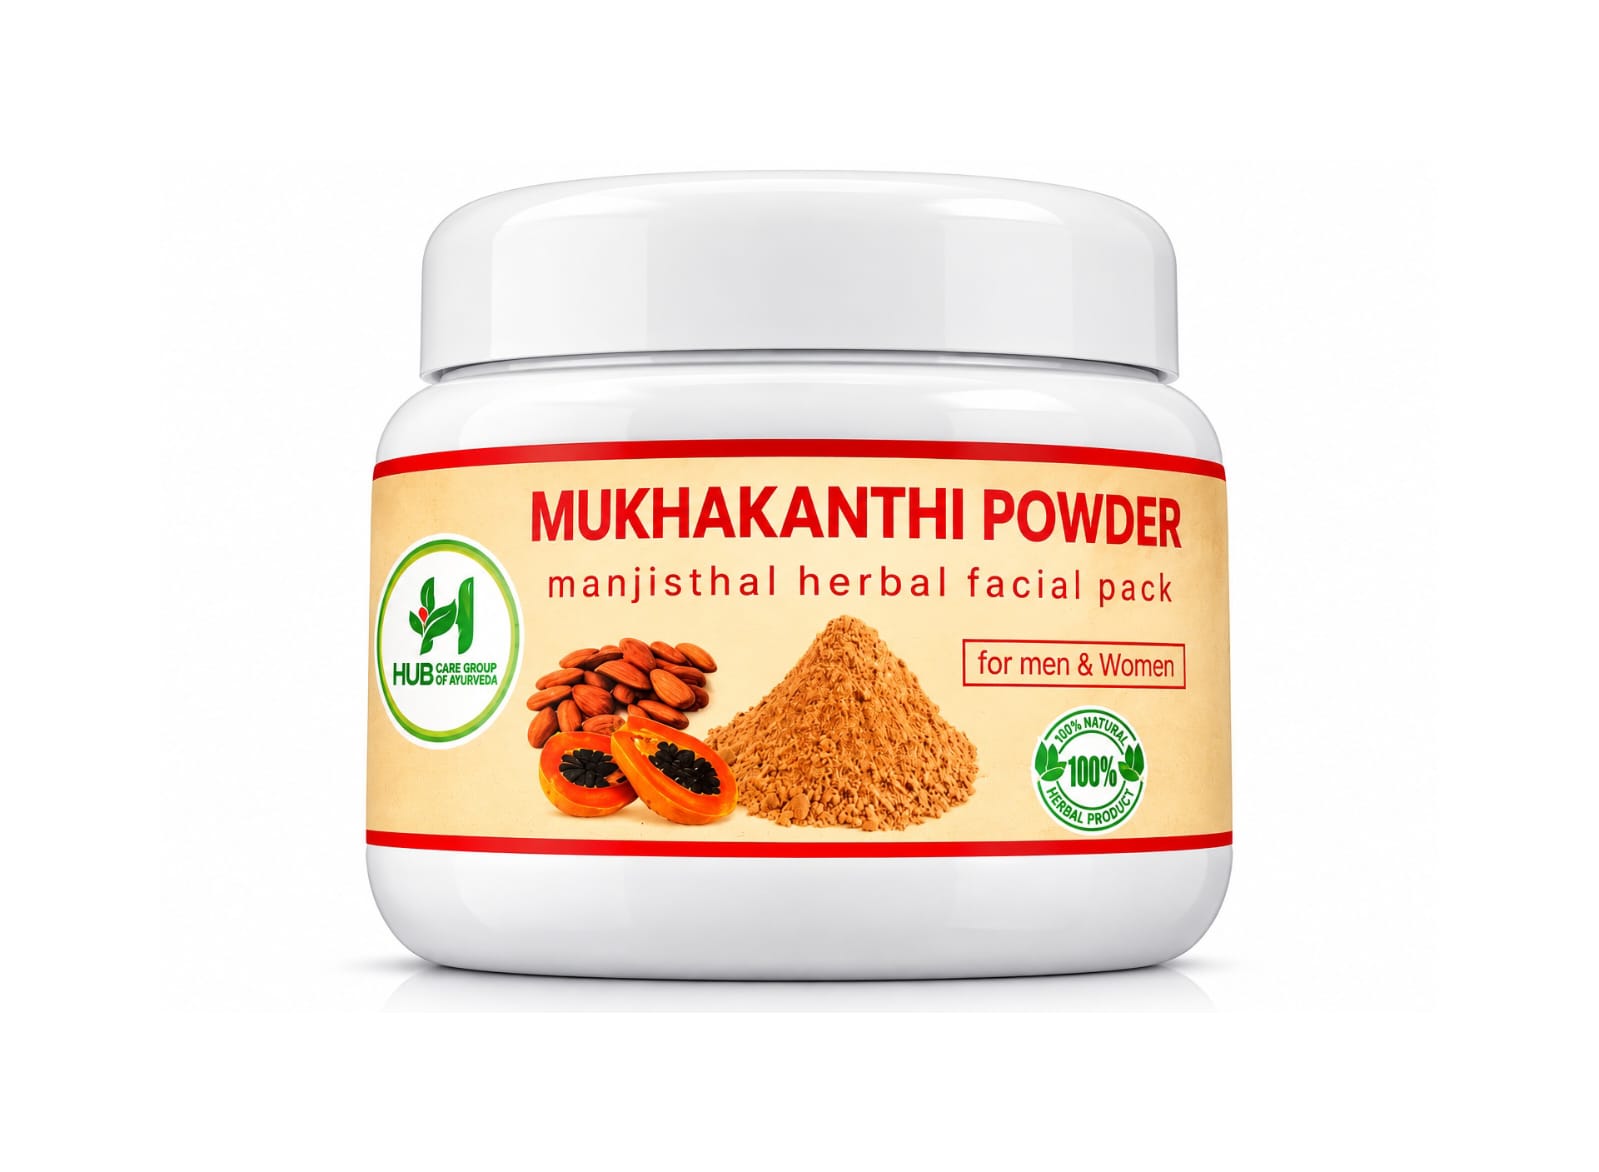 MUKHAKANTHI POWDER
manjisthal herbal facial pack
HUB CARE GROUP
OF AYURVEDA
for men & Women
100% NATURAL
100%
HERBAL PRODUCT